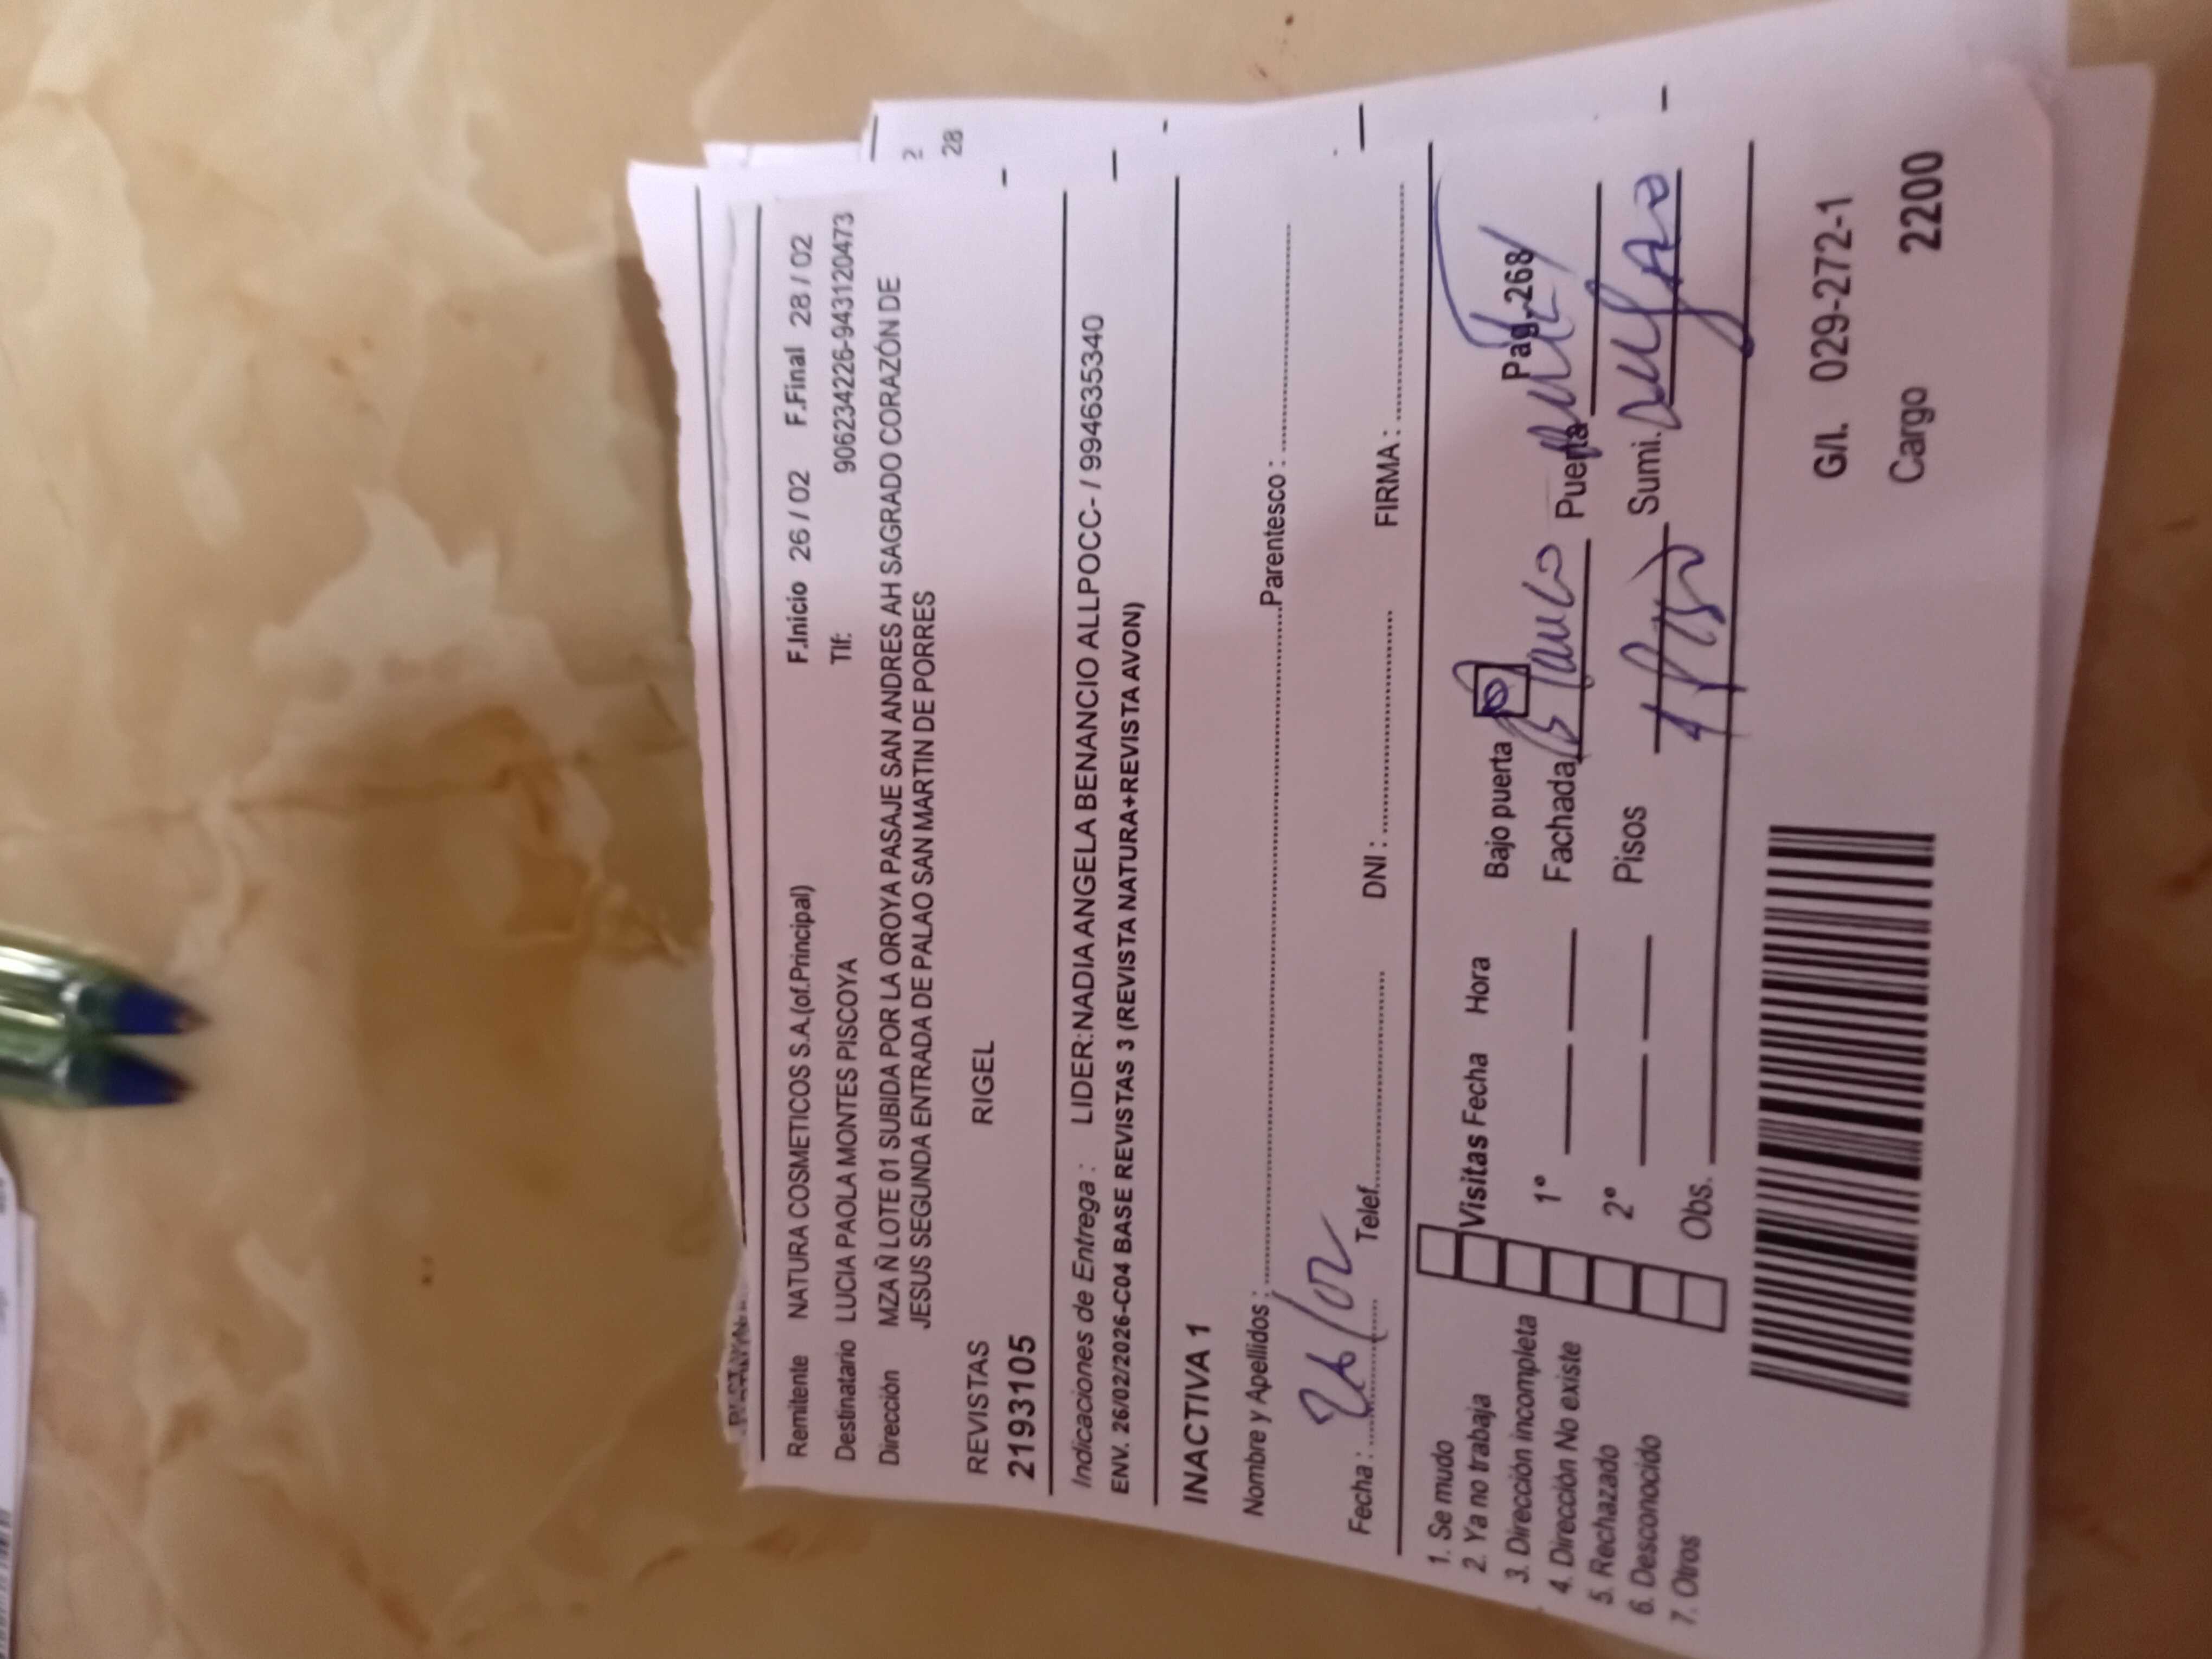 Remitente NATURA COSMETICOS S.A.(of.Principal) F.Inicio 26 / 02 F.Final 28 / 02
Destinatario LUCIA PAOLA MONTES PISCOYA Tlf: 906234226-943120473
Dirección MZA Ñ LOTE 01 SUBIDA POR LA OROYA PASAJE SAN ANDRES AH SAGRADO CORAZÓN DE
JESUS SEGUNDA ENTRADA DE PALAO SAN MARTIN DE PORRES
REVISTAS RIGEL
2193105
Indicaciones de Entrega : LIDER:NADIA ANGELA BENANCIO ALLPOCC- / 994635340
ENV. 26/02/2026-C04 BASE REVISTAS 3 (REVISTA NATURA+REVISTA AVON)
INACTIVA 1
Nombre y Apellidos : Parentesco :
Fecha : 26/02 Telef. DNI : FIRMA :
1. Se mudo
2. Ya no trabaja
3. Dirección incompleta
4. Dirección No existe
5. Rechazado
6. Desconocido
7. Otros
Visitas Fecha Hora Bajo puerta Pag.268
1º Fachada Blanco Puerta
2º Pisos 1 Piso Sumi.
Obs.
G/l. 029-272-1
Cargo 2200
28